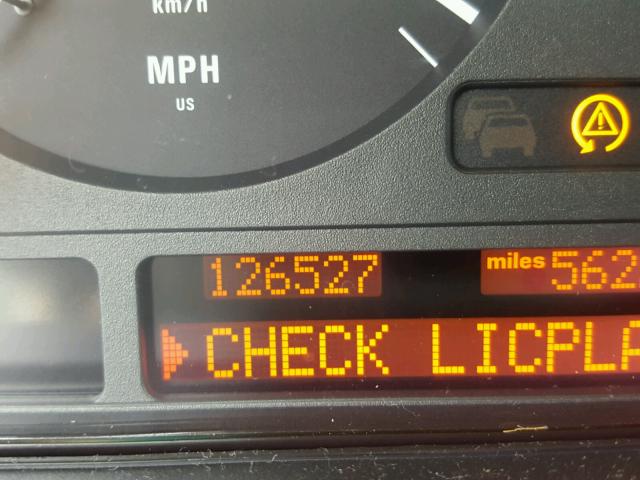 km/h
MPH
US
126527 miles 562
CHECK LICPLA